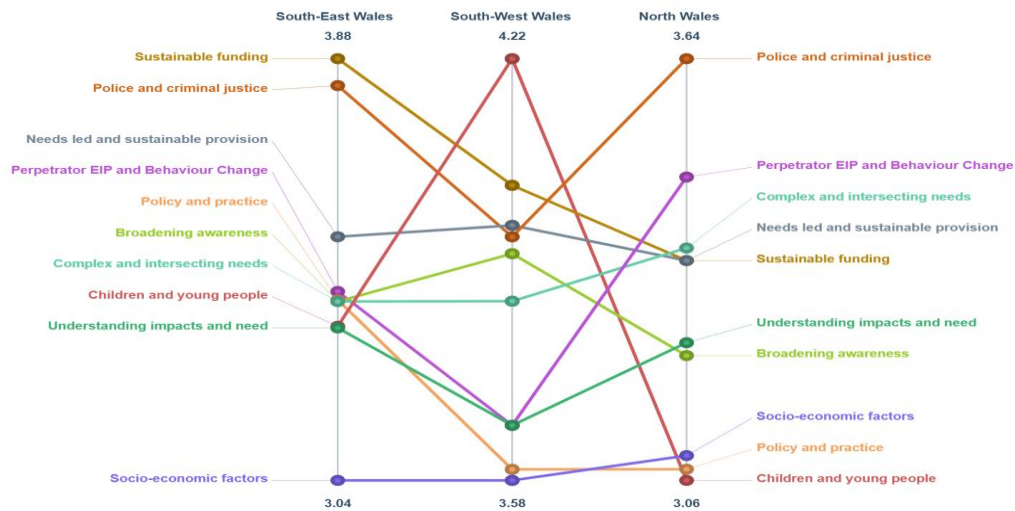 South-East Wales
South-West Wales
North Wales
3.88
4.22
3.64
Sustainable funding
Police and criminal justice
Needs led and sustainable provision
Perpetrator EIP and Behaviour Change
Policy and practice
Broadening awareness
Complex and intersecting needs
Children and young people
Understanding impacts and need
Socio-economic factors
Police and criminal justice
Perpetrator EIP and Behaviour Change
Complex and intersecting needs
Needs led and sustainable provision
Sustainable funding
Understanding impacts and need
Broadening awareness
Socio-economic factors
Policy and practice
Children and young people
3.04
3.58
3.06